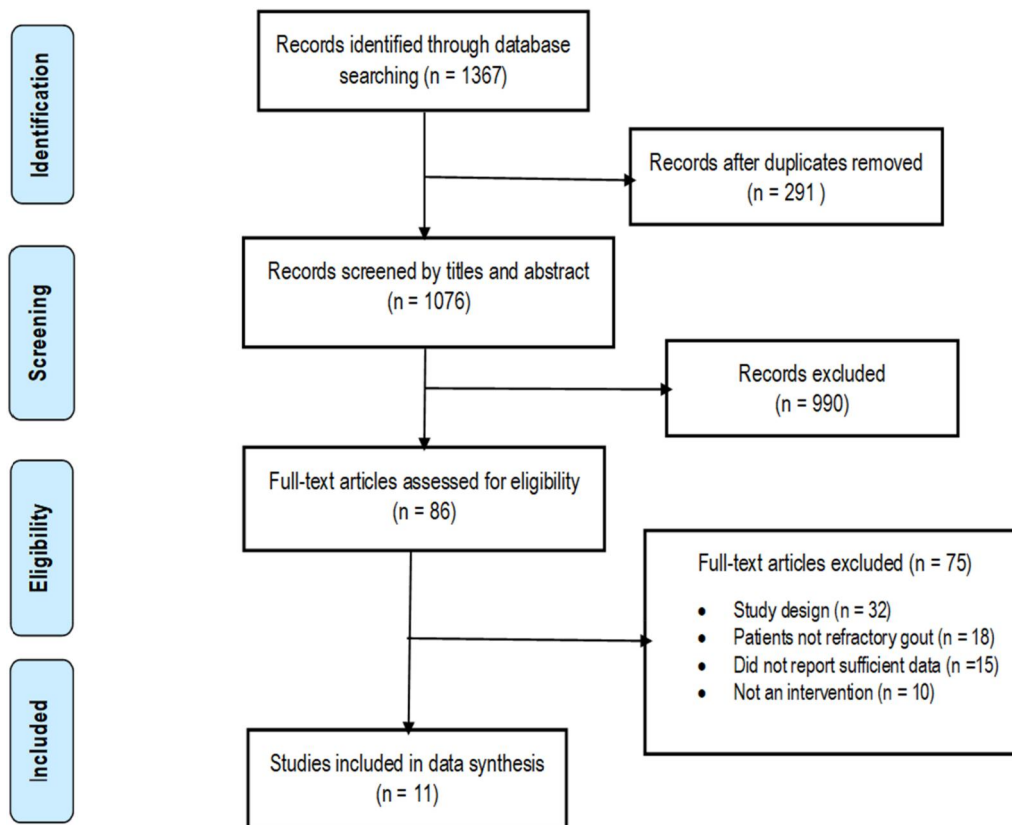 Identification
Records identified through database
searching (n = 1367)
Records after duplicates removed
(n = 291 )
Screening
Records screened by titles and abstract
(n = 1076)
Records excluded
(n = 990)
Eligibility
Full-text articles assessed for eligibility
(n = 86)
Full-text articles excluded (n = 75)
• Study design (n = 32)
• Patients not refractory gout (n = 18)
• Did not report sufficient data (n =15)
• Not an intervention (n = 10)
Included
Studies included in data synthesis
(n = 11)